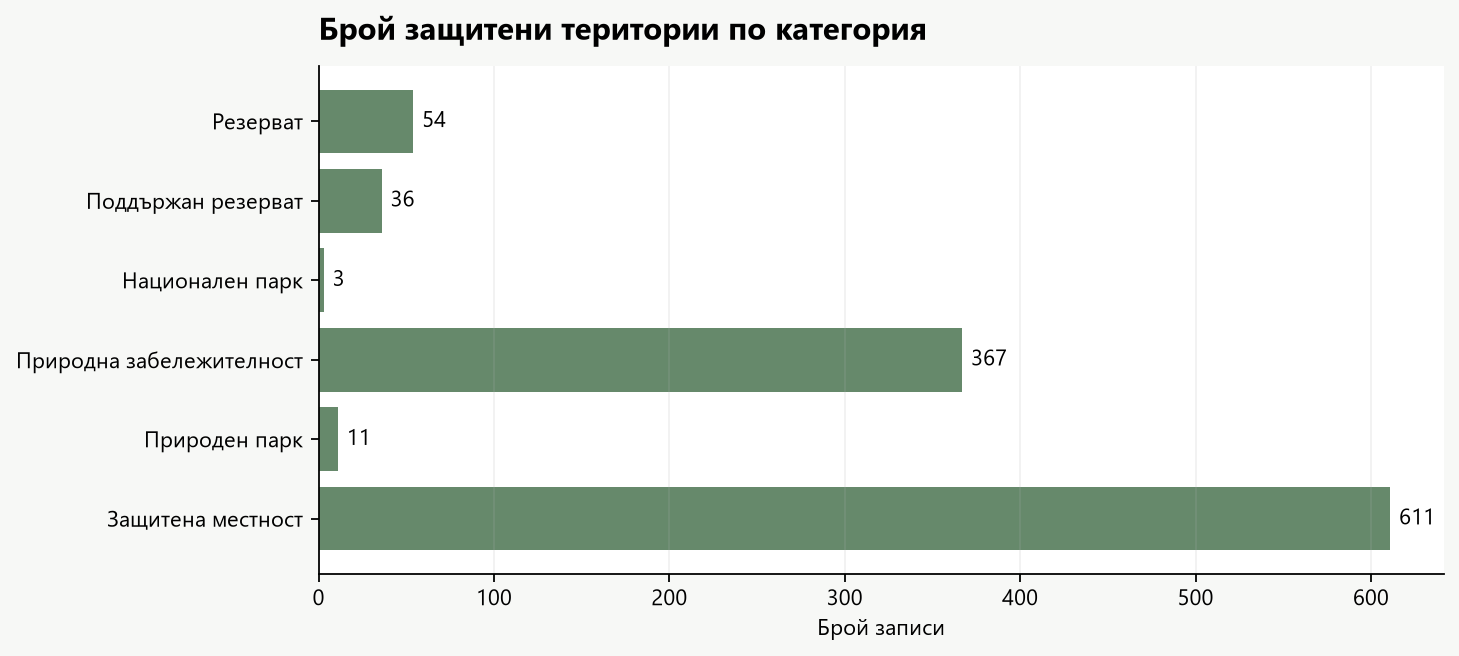 Брой защитени територии по категория
Резерват
54
Поддържан резерват
36
Национален парк
3
Природна забележителност
367
Природен парк
11
Защитена местност
611
0 100 200 300 400 500 600
Брой записи